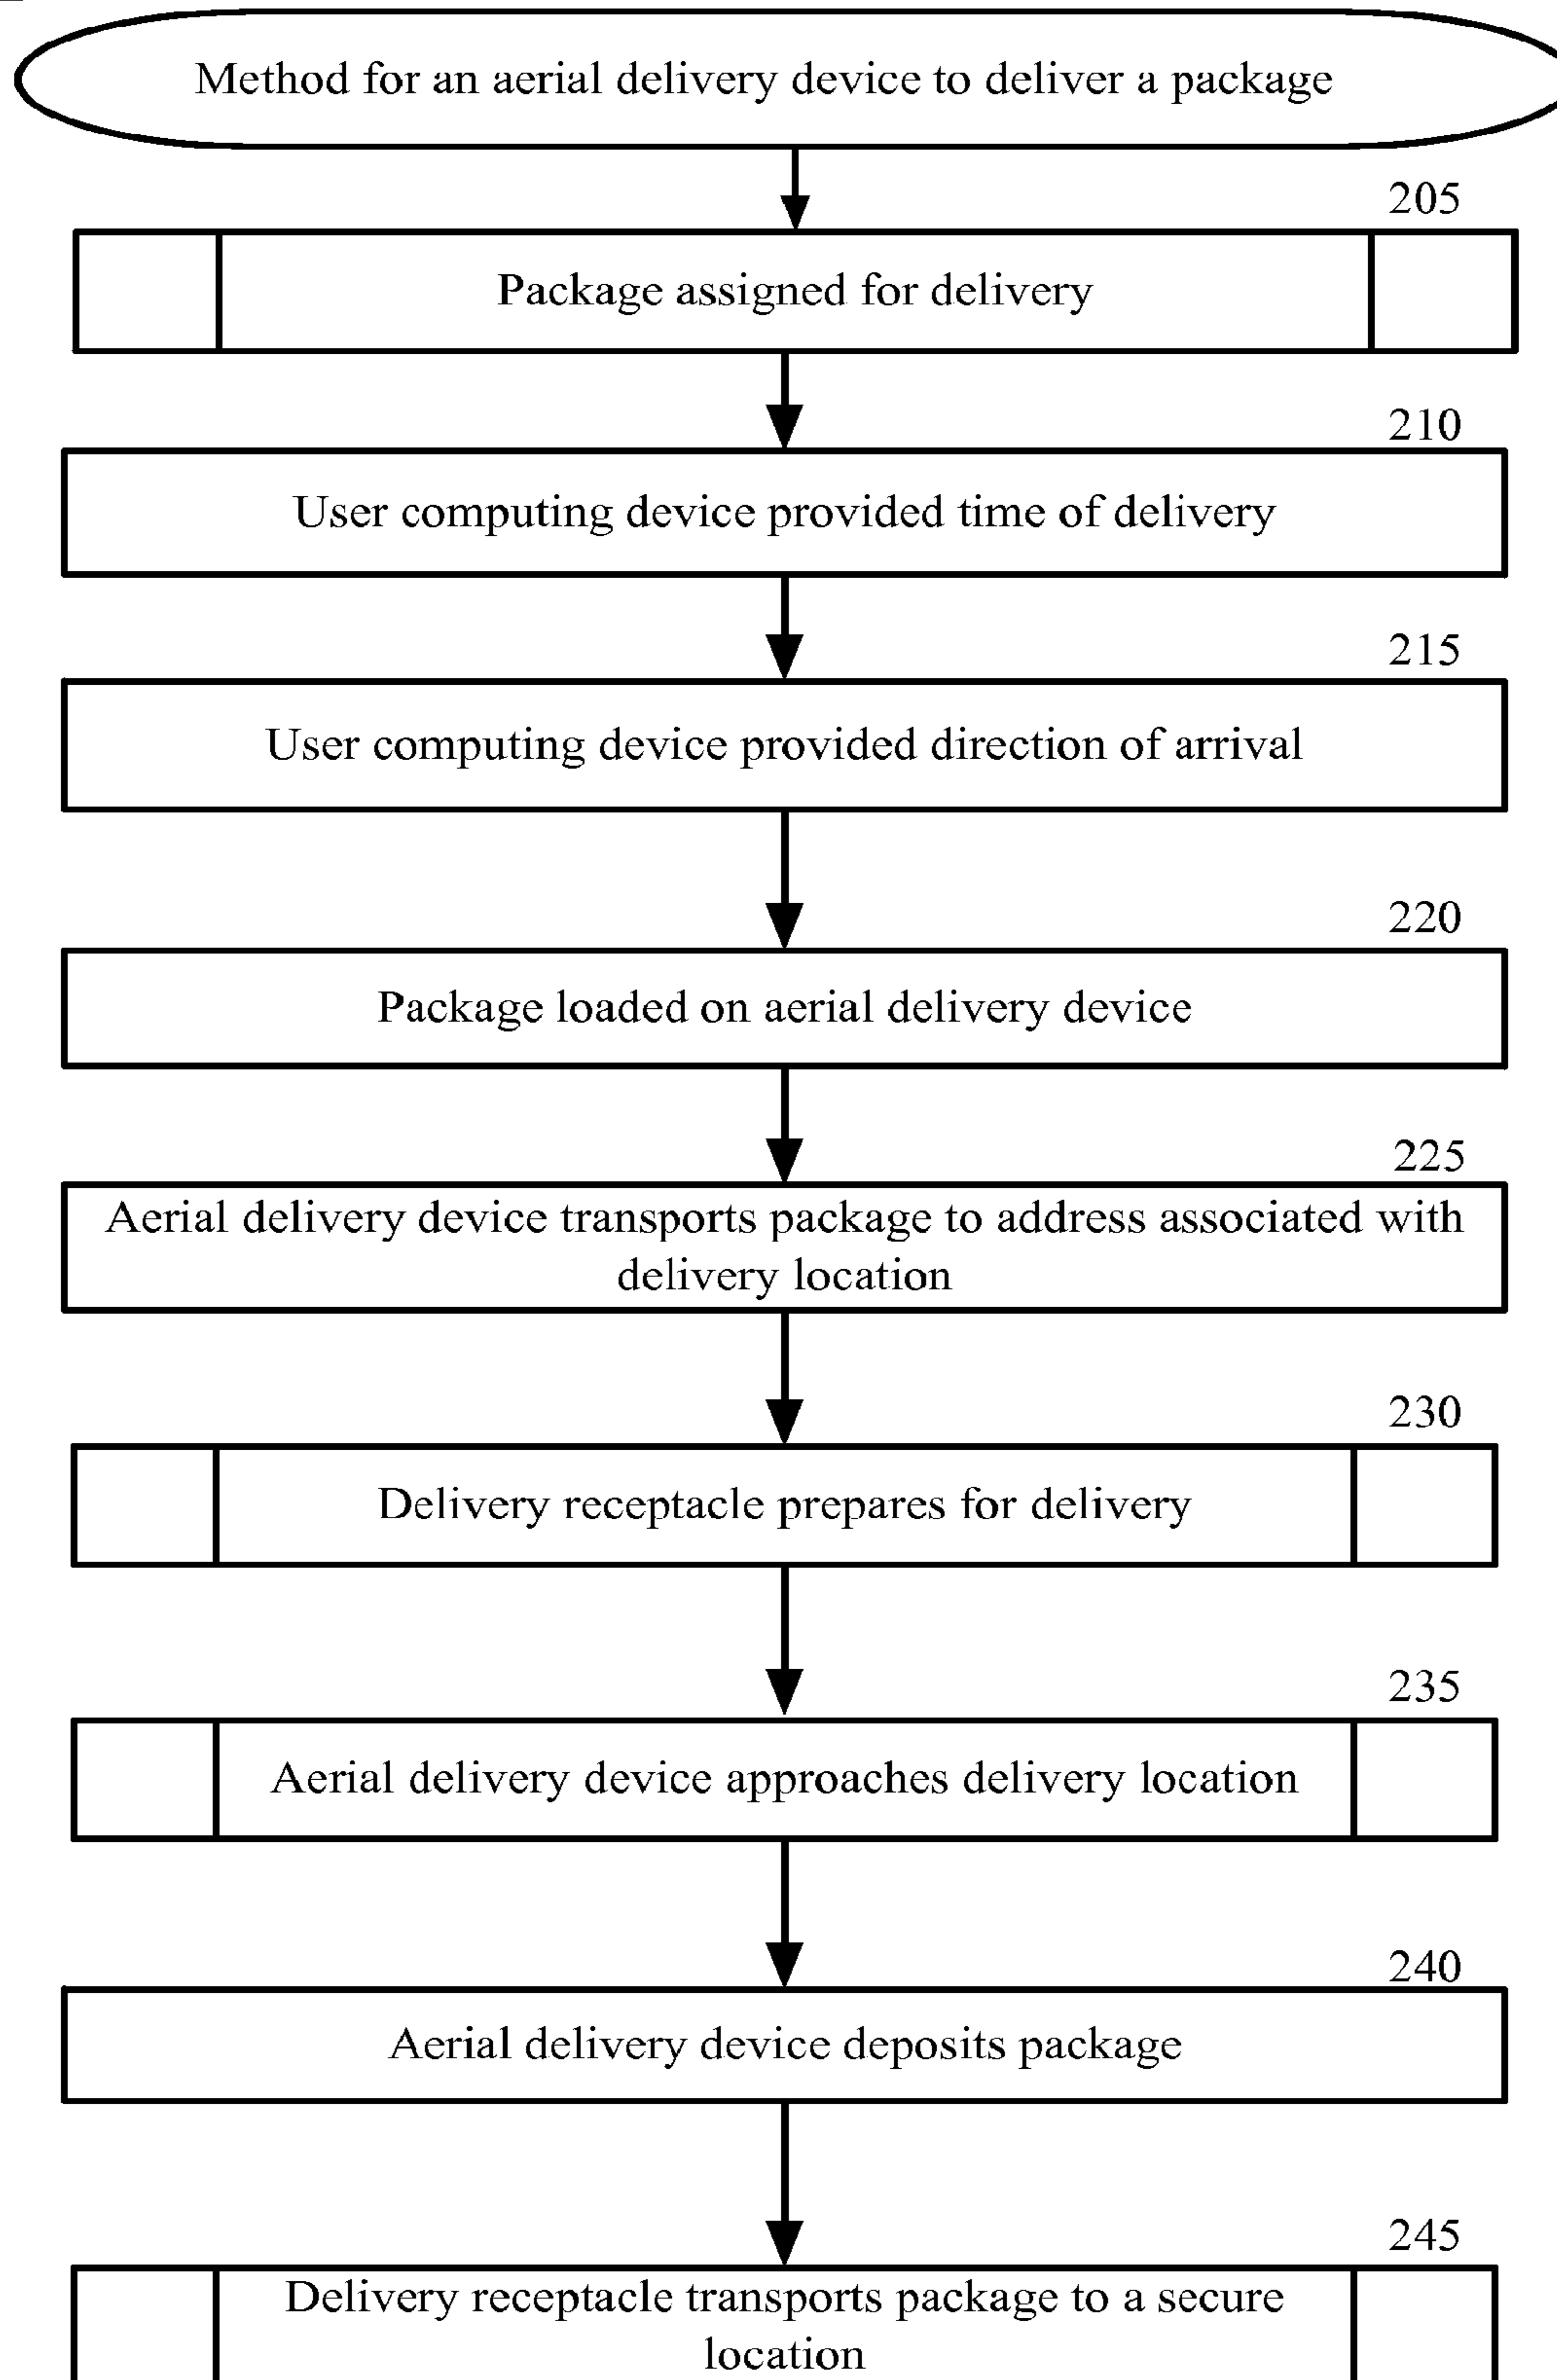 Method for an aerial delivery device to deliver a package
205
Package assigned for delivery
210
User computing device provided time of delivery
215
User computing device provided direction of arrival
220
Package loaded on aerial delivery device
225
Aerial delivery device transports package to address associated with
delivery location
230
Delivery receptacle prepares for delivery
235
Aerial delivery device approaches delivery location
240
Aerial delivery device deposits package
245
Delivery receptacle transports package to a secure
location